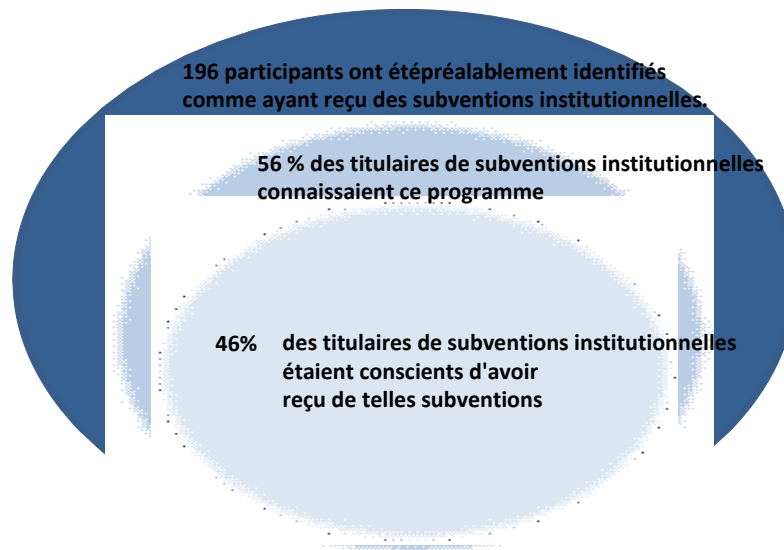 196 participants ont étépréalablement identifiés
comme ayant reçu des subventions institutionnelles.
56 % des titulaires de subventions institutionnelles
connaissaient ce programme
46% des titulaires de subventions institutionnelles
étaient conscients d'avoir
reçu de telles subventions